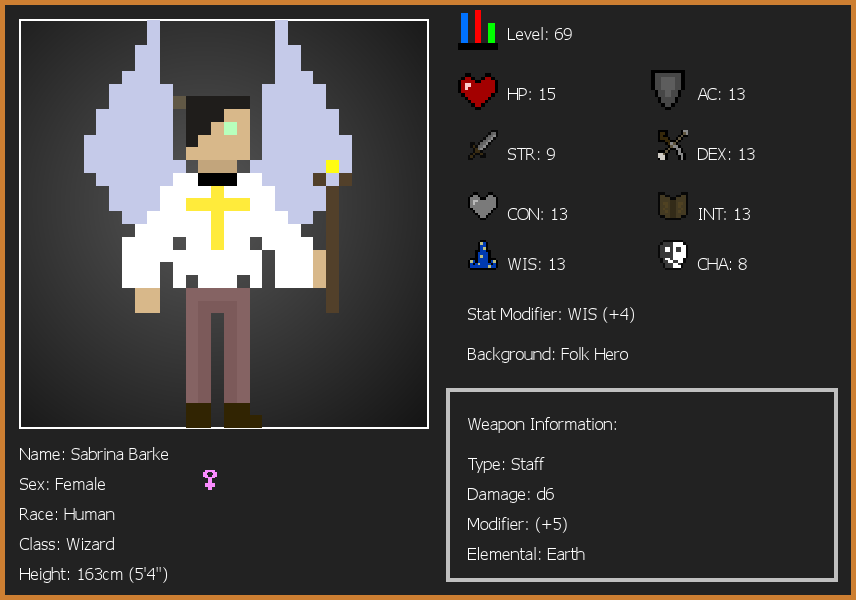 Level: 69
HP: 15
AC: 13
STR: 9
DEX: 13
CON: 13
INT: 13
WIS: 13
CHA: 8
Stat Modifier: WIS (+4)
Background: Folk Hero
Weapon Information:
Type: Staff
Damage: d6
Modifier: (+5)
Elemental: Earth
Name: Sabrina Barke
Sex: Female
Race: Human
Class: Wizard
Height: 163cm (5'4")